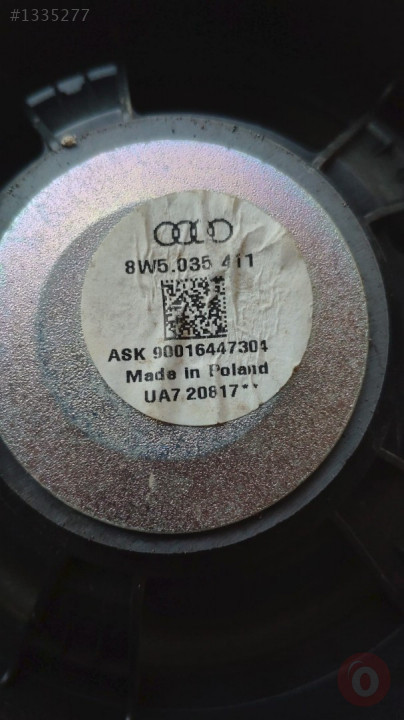 #1335277
8W5.035 411
ASK 90016447304
Made in Poland
UA7 20817**